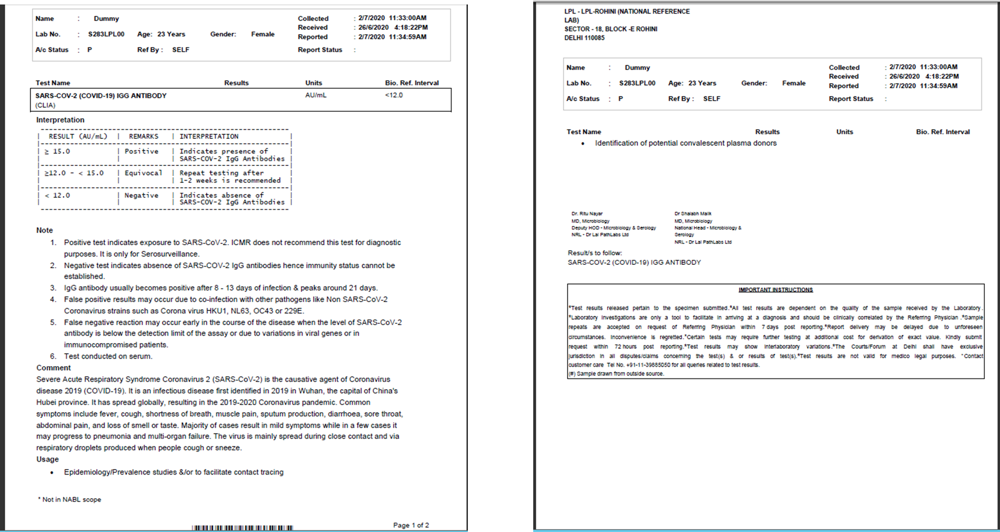 Name : Dummy Collected : 2/7/2020 11:33:00AM
Received : 26/6/2020 4:18:22PM
Lab No. : S283LPL00 Age: 23 Years Gender: Female Reported : 2/7/2020 11:34:59AM
A/c Status : P Ref By : SELF Report Status :
Test Name Results Units Bio. Ref. Interval
SARS-COV-2 (COVID-19) IGG ANTIBODY AU/mL <12.0
(CLIA)
Interpretation
| RESULT (AU/mL) | REMARKS | INTERPRETATION |
| ≥ 15.0 | Positive | Indicates presence of |
| | | SARS-COV-2 IgG Antibodies |
| ≥12.0 - < 15.0 | Equivocal | Repeat testing after |
| | | 1-2 weeks is recommended |
| < 12.0 | Negative | Indicates absence of |
| | | SARS-COV-2 IgG Antibodies |
Note
1. Positive test indicates exposure to SARS-CoV-2. ICMR does not recommend this test for diagnostic
purposes. It is only for Serosurveillance.
2. Negative test indicates absence of SARS-COV-2 IgG antibodies hence immunity status cannot be
established.
3. IgG antibody usually becomes positive after 8 - 13 days of infection & peaks around 21 days.
4. False positive results may occur due to co-infection with other pathogens like Non SARS-CoV-2
Coronavirus strains such as Corona virus HKU1, NL63, OC43 or 229E.
5. False negative reaction may occur early in the course of the disease when the level of SARS-CoV-2
antibody is below the detection limit of the assay or due to variations in viral genes or in
immunocompromised patients.
6. Test conducted on serum.
Comment
Severe Acute Respiratory Syndrome Coronavirus 2 (SARS-CoV-2) is the causative agent of Coronavirus
disease 2019 (COVID-19). It is an infectious disease first identified in 2019 in Wuhan, the capital of China's
Hubei province. It has spread globally, resulting in the 2019-2020 Coronavirus pandemic. Common
symptoms include fever, cough, shortness of breath, muscle pain, sputum production, diarrhoea, sore throat,
abdominal pain, and loss of smell or taste. Majority of cases result in mild symptoms while in a few cases it
may progress to pneumonia and multi-organ failure. The virus is mainly spread during close contact and via
respiratory droplets produced when people cough or sneeze.
Usage
• Epidemiology/Prevalence studies &/or to facilitate contact tracing
* Not in NABL scope
Page 1 of 2
LPL - LPL-ROHINI (NATIONAL REFERENCE
LAB)
SECTOR - 18, BLOCK -E ROHINI
DELHI 110085
Name : Dummy Collected : 2/7/2020 11:33:00AM
Received : 26/6/2020 4:18:22PM
Lab No. : S283LPL00 Age: 23 Years Gender: Female Reported : 2/7/2020 11:34:59AM
A/c Status : P Ref By : SELF Report Status :
Test Name Results Units Bio. Ref. Interval
• Identification of potential convalescent plasma donors
Dr. Ritu Nayar Dr Shalabh Malik
MD, Microbiology MD, Microbiology
Deputy HOD - Microbiology & Serology National Head - Microbiology &
NRL - Dr Lal PathLabs Ltd Serology
NRL - Dr Lal PathLabs Ltd
Result/s to follow:
SARS-COV-2 (COVID-19) IGG ANTIBODY
IMPORTANT INSTRUCTIONS
*Test results released pertain to the specimen submitted.*All test results are dependent on the quality of the sample received by the Laboratory.
*Laboratory investigations are only a tool to facilitate in arriving at a diagnosis and should be clinically correlated by the Referring Physician.*Sample
repeats are accepted on request of Referring Physician within 7 days post reporting.*Report delivery may be delayed due to unforeseen
circumstances. Inconvenience is regretted.*Certain tests may require further testing at additional cost for derivation of exact value. Kindly submit
request within 72 hours post reporting.*Test results may show interlaboratory variations.*The Courts/Forum at Delhi shall have exclusive
jurisdiction in all disputes/claims concerning the test(s) & or results of test(s).*Test results are not valid for medico legal purposes. *Contact
customer care Tel No. +91-11-39885050 for all queries related to test results.
(#) Sample drawn from outside source.